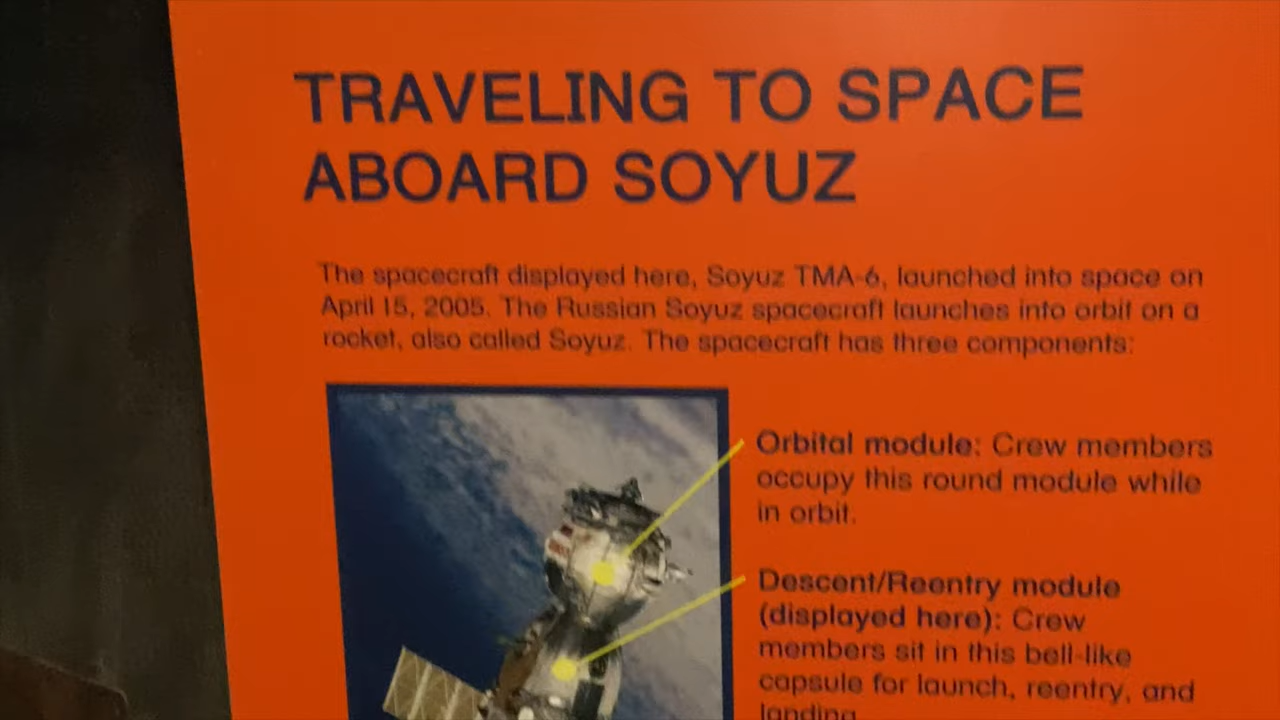 TRAVELING TO SPACE
ABOARD SOYUZ
The spacecraft displayed here, Soyuz TMA-6, launched into space on
April 15, 2005. The Russian Soyuz spacecraft launches into orbit on a
rocket, also called Soyuz. The spacecraft has three components:
Orbital module: Crew members
occupy this round module while
in orbit.
Descent/Reentry module
(displayed here): Crew
members sit in this bell-like
capsule for launch, reentry, and
landing.